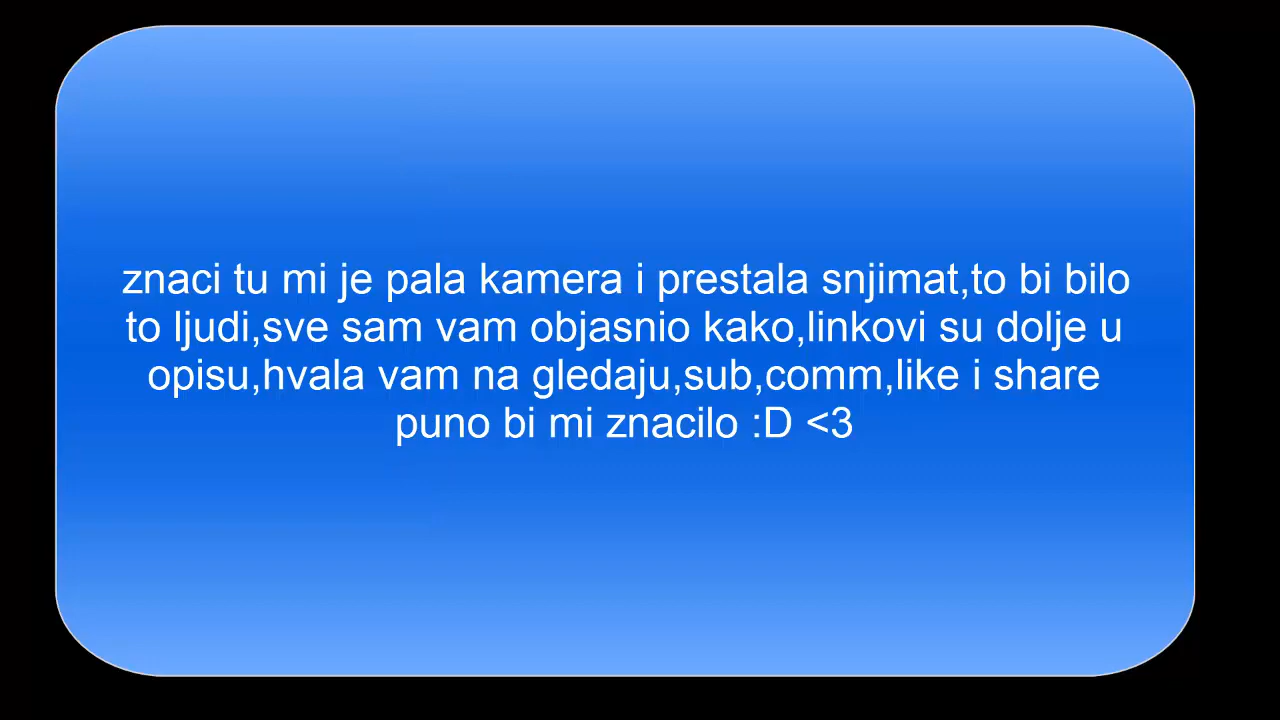 znaci tu mi je pala kamera i prestala snjimat,to bi bilo
to ljudi,sve sam vam objasnio kako,linkovi su dolje u
opisu,hvala vam na gledaju,sub,comm,like i share
puno bi mi znacilo :D <3